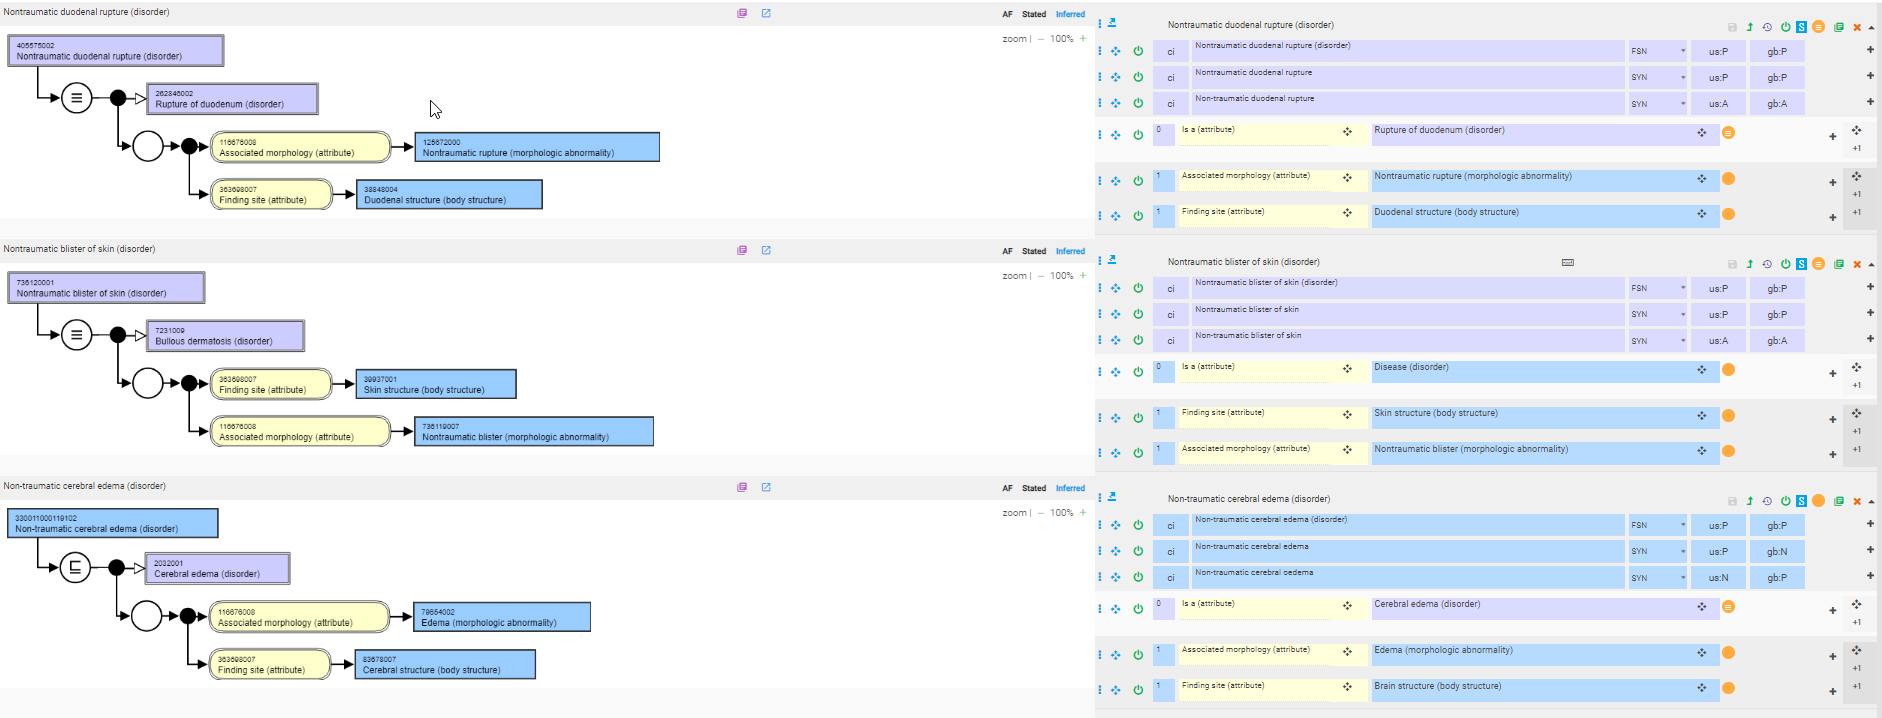 Nontraumatic duodenal rupture (disorder)
AF Stated Inferred
zoom | − 100% +
405575002
Nontraumatic duodenal rupture (disorder)
262846002
Rupture of duodenum (disorder)
116676008
Associated morphology (attribute)
125672000
Nontraumatic rupture (morphologic abnormality)
363698007
Finding site (attribute)
38848004
Duodenal structure (body structure)
Nontraumatic blister of skin (disorder)
AF Stated Inferred
zoom | − 100% +
736120001
Nontraumatic blister of skin (disorder)
7231009
Bullous dermatosis (disorder)
363698007
Finding site (attribute)
39937001
Skin structure (body structure)
116676008
Associated morphology (attribute)
736119007
Nontraumatic blister (morphologic abnormality)
Non-traumatic cerebral edema (disorder)
AF Stated Inferred
zoom | − 100% +
330011000119102
Non-traumatic cerebral edema (disorder)
2032001
Cerebral edema (disorder)
116676008
Associated morphology (attribute)
79654002
Edema (morphologic abnormality)
363698007
Finding site (attribute)
83678007
Cerebral structure (body structure)
Nontraumatic duodenal rupture (disorder)
S
ci Nontraumatic duodenal rupture (disorder) FSN us:P gb:P +
ci Nontraumatic duodenal rupture SYN us:P gb:P +
ci Non-traumatic duodenal rupture SYN us:A gb:A +
0 Is a (attribute) Rupture of duodenum (disorder) +
+1
1 Associated morphology (attribute) Nontraumatic rupture (morphologic abnormality) +
+1
1 Finding site (attribute) Duodenal structure (body structure) + +1
Nontraumatic blister of skin (disorder)
S
ci Nontraumatic blister of skin (disorder) FSN us:P gb:P +
ci Nontraumatic blister of skin SYN us:P gb:P +
ci Non-traumatic blister of skin SYN us:A gb:A +
0 Is a (attribute) Disease (disorder) +
+1
1 Finding site (attribute) Skin structure (body structure) +
+1
1 Associated morphology (attribute) Nontraumatic blister (morphologic abnormality) + +1
Non-traumatic cerebral edema (disorder)
S
ci Non-traumatic cerebral edema (disorder) FSN us:P gb:P +
ci Non-traumatic cerebral edema SYN us:P gb:N +
ci Non-traumatic cerebral oedema SYN us:N gb:P +
0 Is a (attribute) Cerebral edema (disorder) +
+1
1 Associated morphology (attribute) Edema (morphologic abnormality) +
+1
1 Finding site (attribute) Brain structure (body structure) + +1